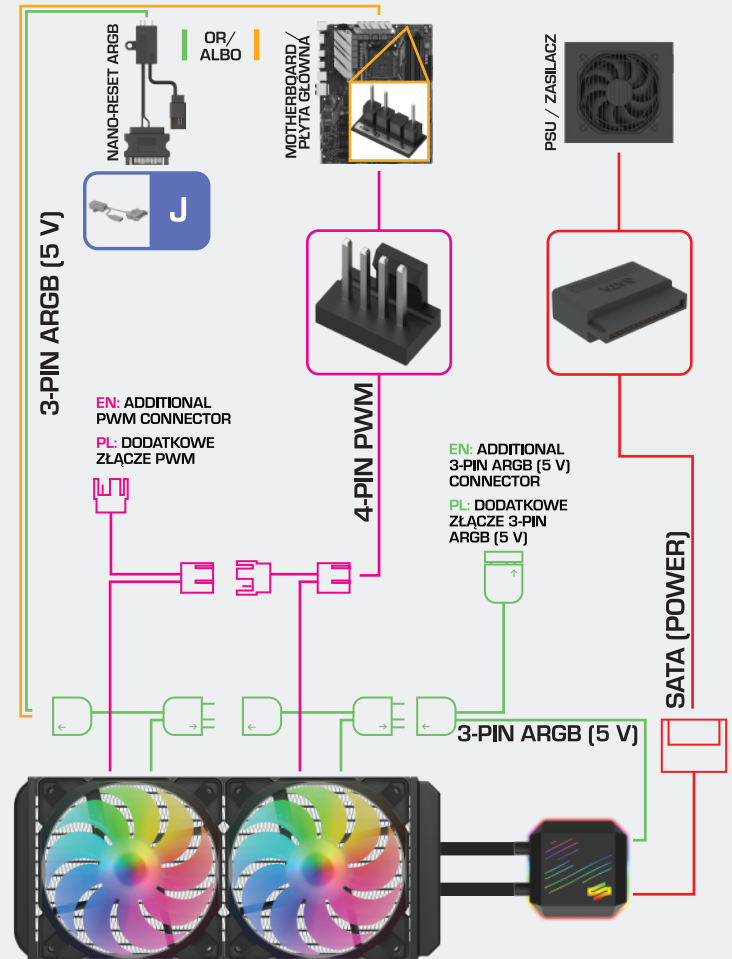 NANO-RESET ARGB
OR/
ALBO
MOTHERBOARD /
PŁYTA GŁÓWNA
PSU / ZASILACZ
J
SATA
3-PIN ARGB (5 V)
EN: ADDITIONAL
PWM CONNECTOR
PL: DODATKOWE
ZŁĄCZE PWM
4-PIN PWM
EN: ADDITIONAL
3-PIN ARGB (5 V)
CONNECTOR
PL: DODATKOWE
ZŁĄCZE 3-PIN
ARGB (5 V)
SATA (POWER)
3-PIN ARGB (5 V)